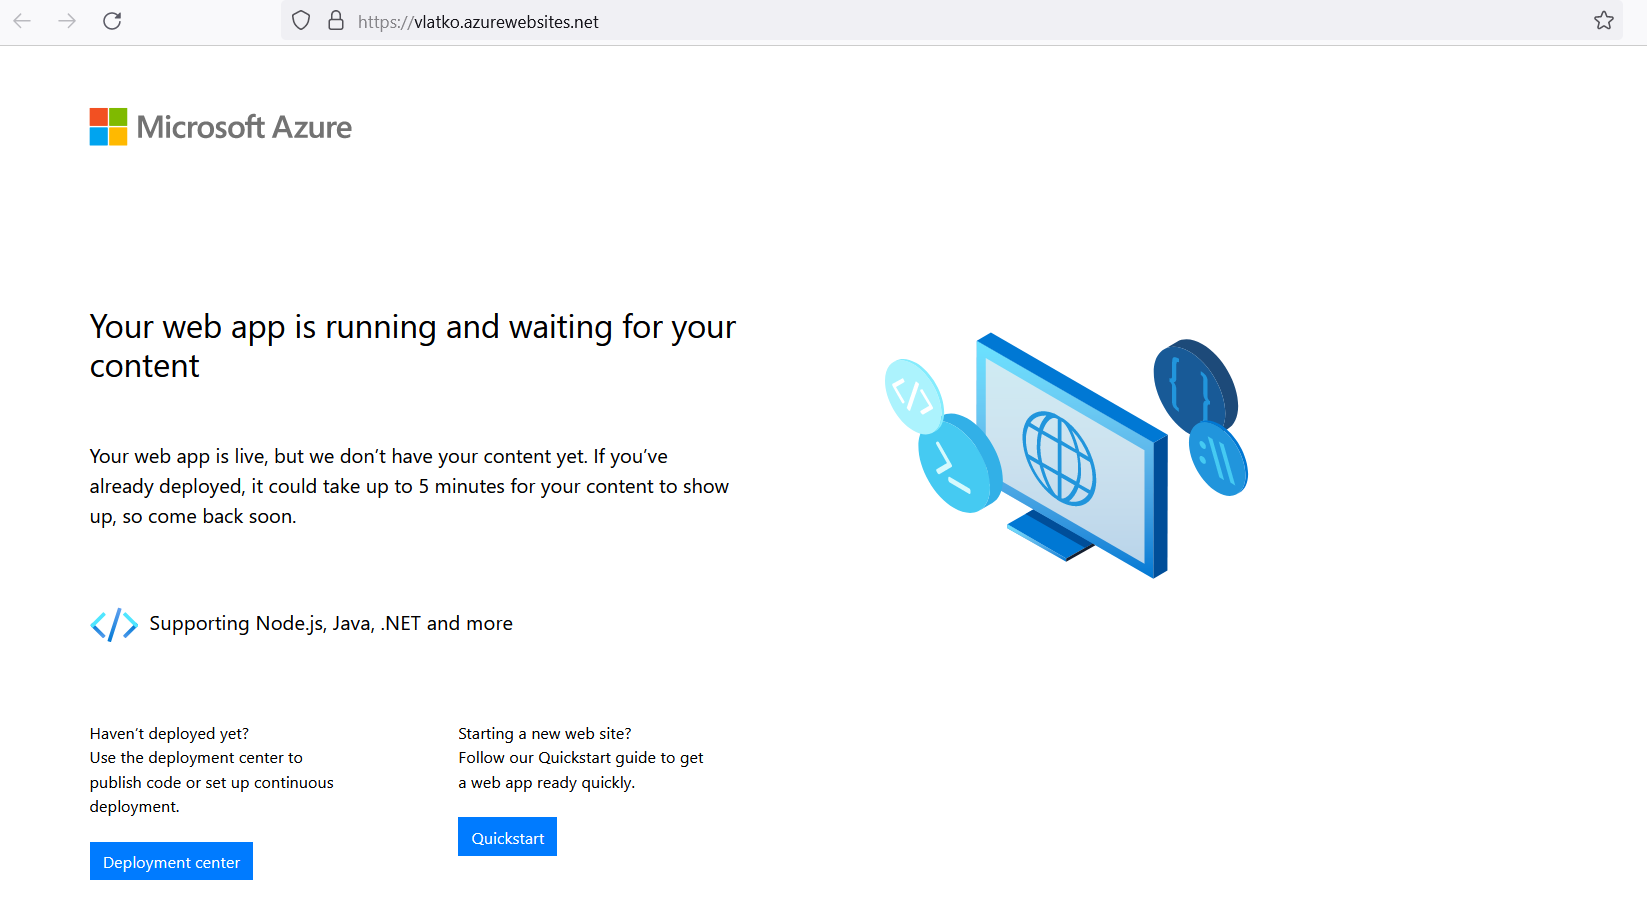 https://vlatko.azurewebsites.net
Microsoft Azure
Your web app is running and waiting for your
content
Your web app is live, but we don’t have your content yet. If you’ve
already deployed, it could take up to 5 minutes for your content to show
up, so come back soon.
</> Supporting Node.js, Java, .NET and more
Haven’t deployed yet?
Use the deployment center to
publish code or set up continuous
deployment.
Deployment center
Starting a new web site?
Follow our Quickstart guide to get
a web app ready quickly.
Quickstart